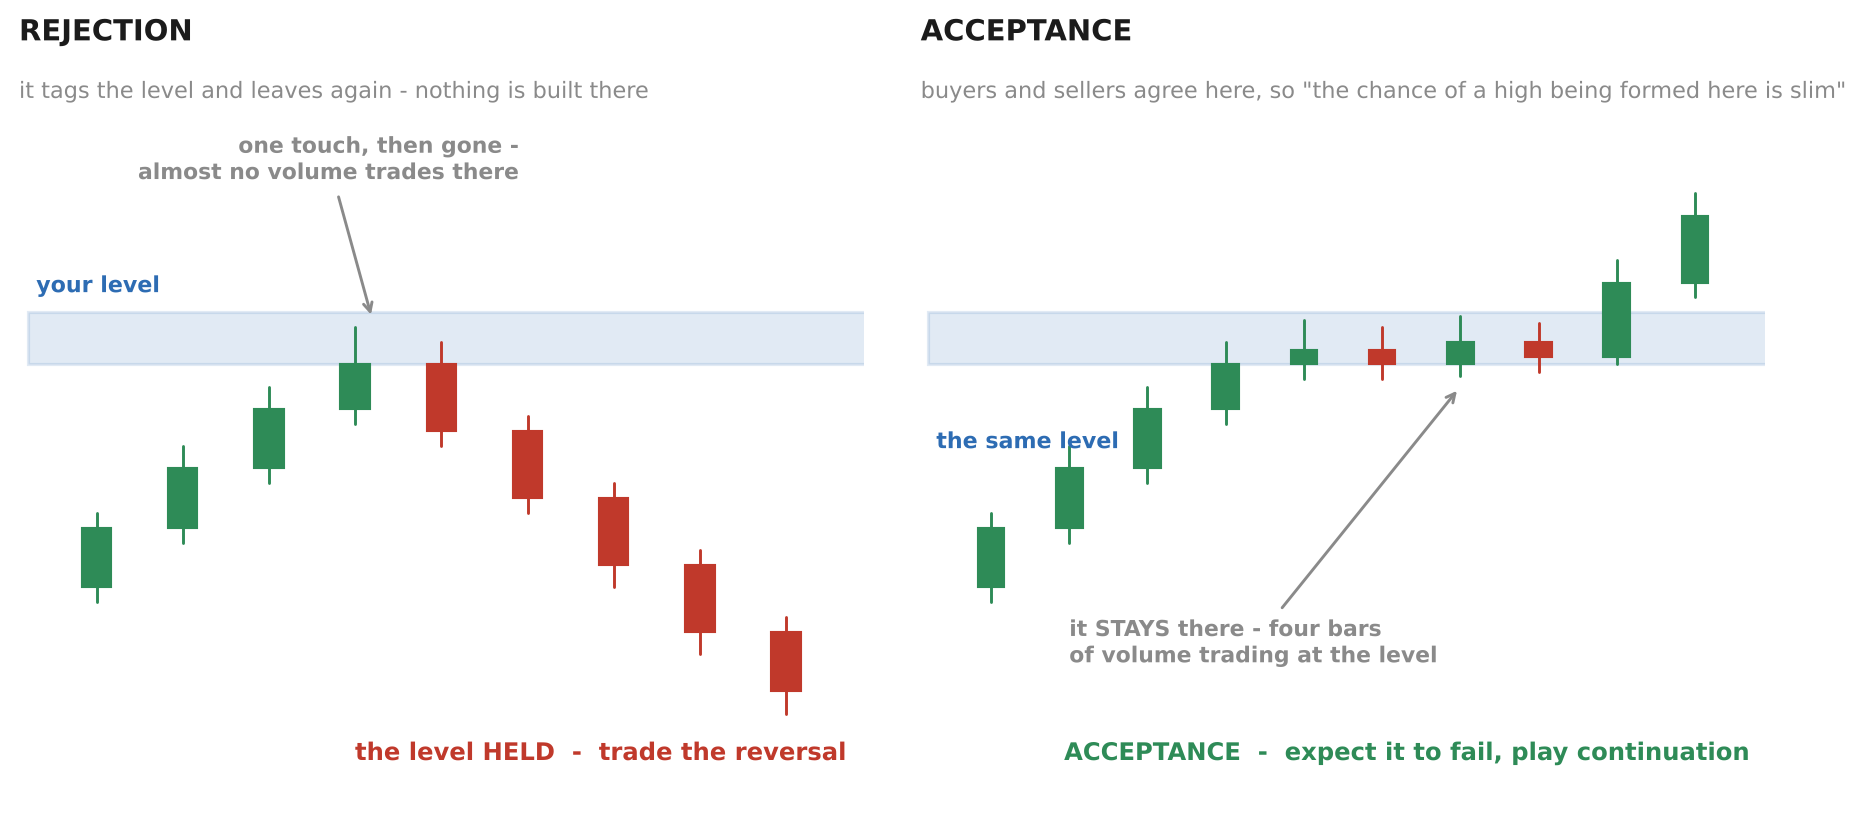 REJECTION
it tags the level and leaves again - nothing is built there
one touch, then gone -
almost no volume trades there
your level
the level HELD - trade the reversal
ACCEPTANCE
buyers and sellers agree here, so "the chance of a high being formed here is slim"
the same level
it STAYS there - four bars
of volume trading at the level
ACCEPTANCE - expect it to fail, play continuation